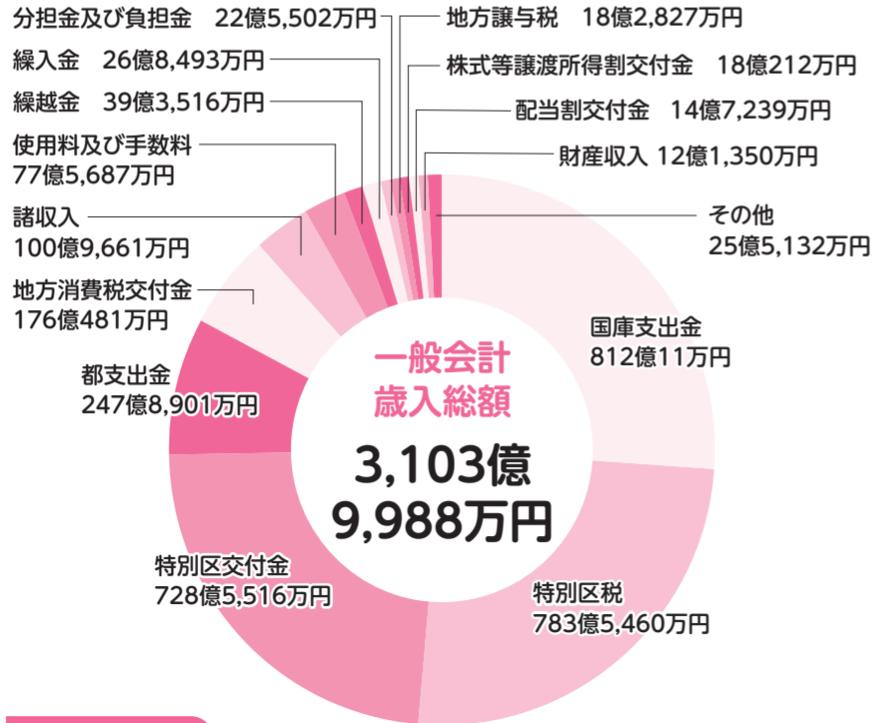 分担金及び負担金　22億5,502万円
繰入金　26億8,493万円
繰越金　39億3,516万円
使用料及び手数料
77億5,687万円
諸収入
100億9,661万円
地方消費税交付金
176億481万円
都支出金
247億8,901万円
特別区交付金
728億5,516万円
地方譲与税　18億2,827万円
株式等譲渡所得割交付金　18億212万円
配当割交付金　14億7,239万円
財産収入 12億1,350万円
その他
25億5,132万円
国庫支出金
812億11万円
特別区税
783億5,460万円
一般会計
歳入総額
3,103億
9,988万円